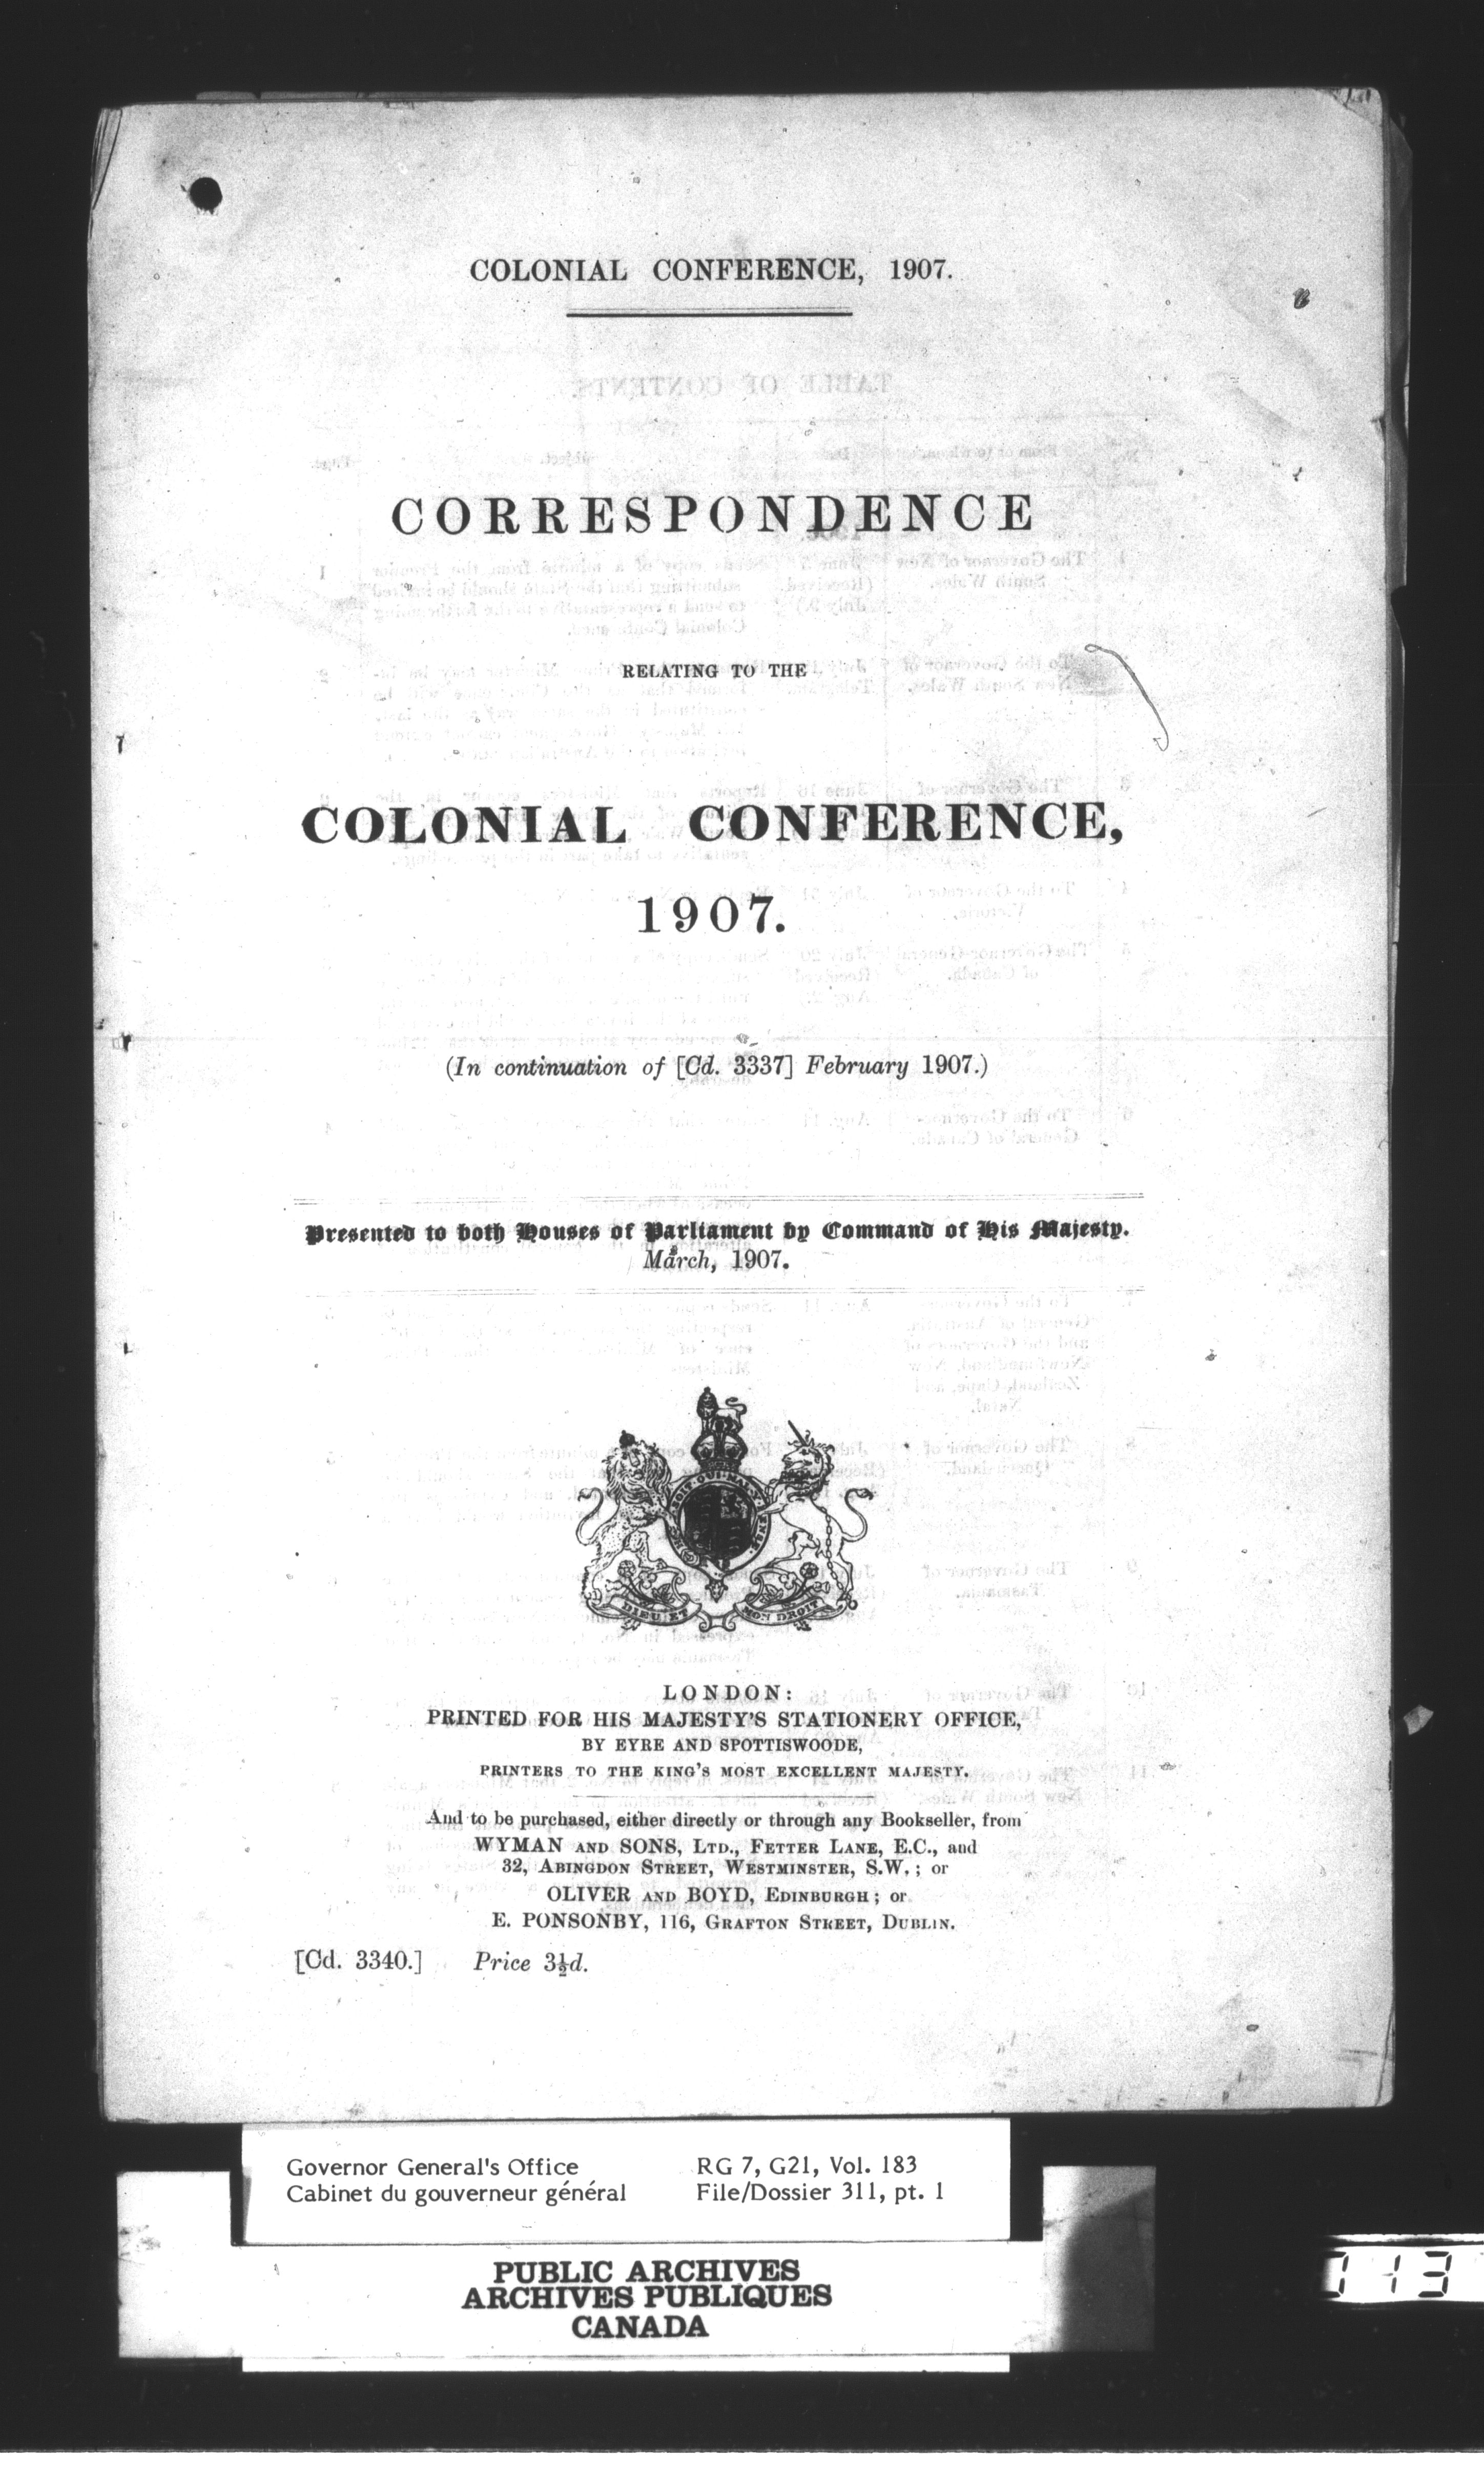 COLONIAL CONFERENCE, 1907.
CORRESPONDENCE
RELATING TO THE
COLONIAL CONFERENCE,
1907.
(In continuation of [Cd. 3337] February 1907.)
Presented to both Houses of Parliament by Command of His Majesty.
March, 1907.
DIEU ET MON DROIT
LONDON:
PRINTED FOR HIS MAJESTY'S STATIONERY OFFICE,
BY EYRE AND SPOTTISWOODE,
PRINTERS TO THE KING'S MOST EXCELLENT MAJESTY.
And to be purchased, either directly or through any Bookseller, from
WYMAN AND SONS, LTD., FETTER LANE, E.C., and
32, ABINGDON STREET, WESTMINSTER, S.W.; or
OLIVER AND BOYD, EDINBURGH; or
E. PONSONBY, 116, GRAFTON STREET, DUBLIN.
[Cd. 3340.] Price 3½d.
Governor General's Office RG 7, G21, Vol. 183
Cabinet du gouverneur général File/Dossier 311, pt. 1
PUBLIC ARCHIVES
ARCHIVES PUBLIQUES
CANADA